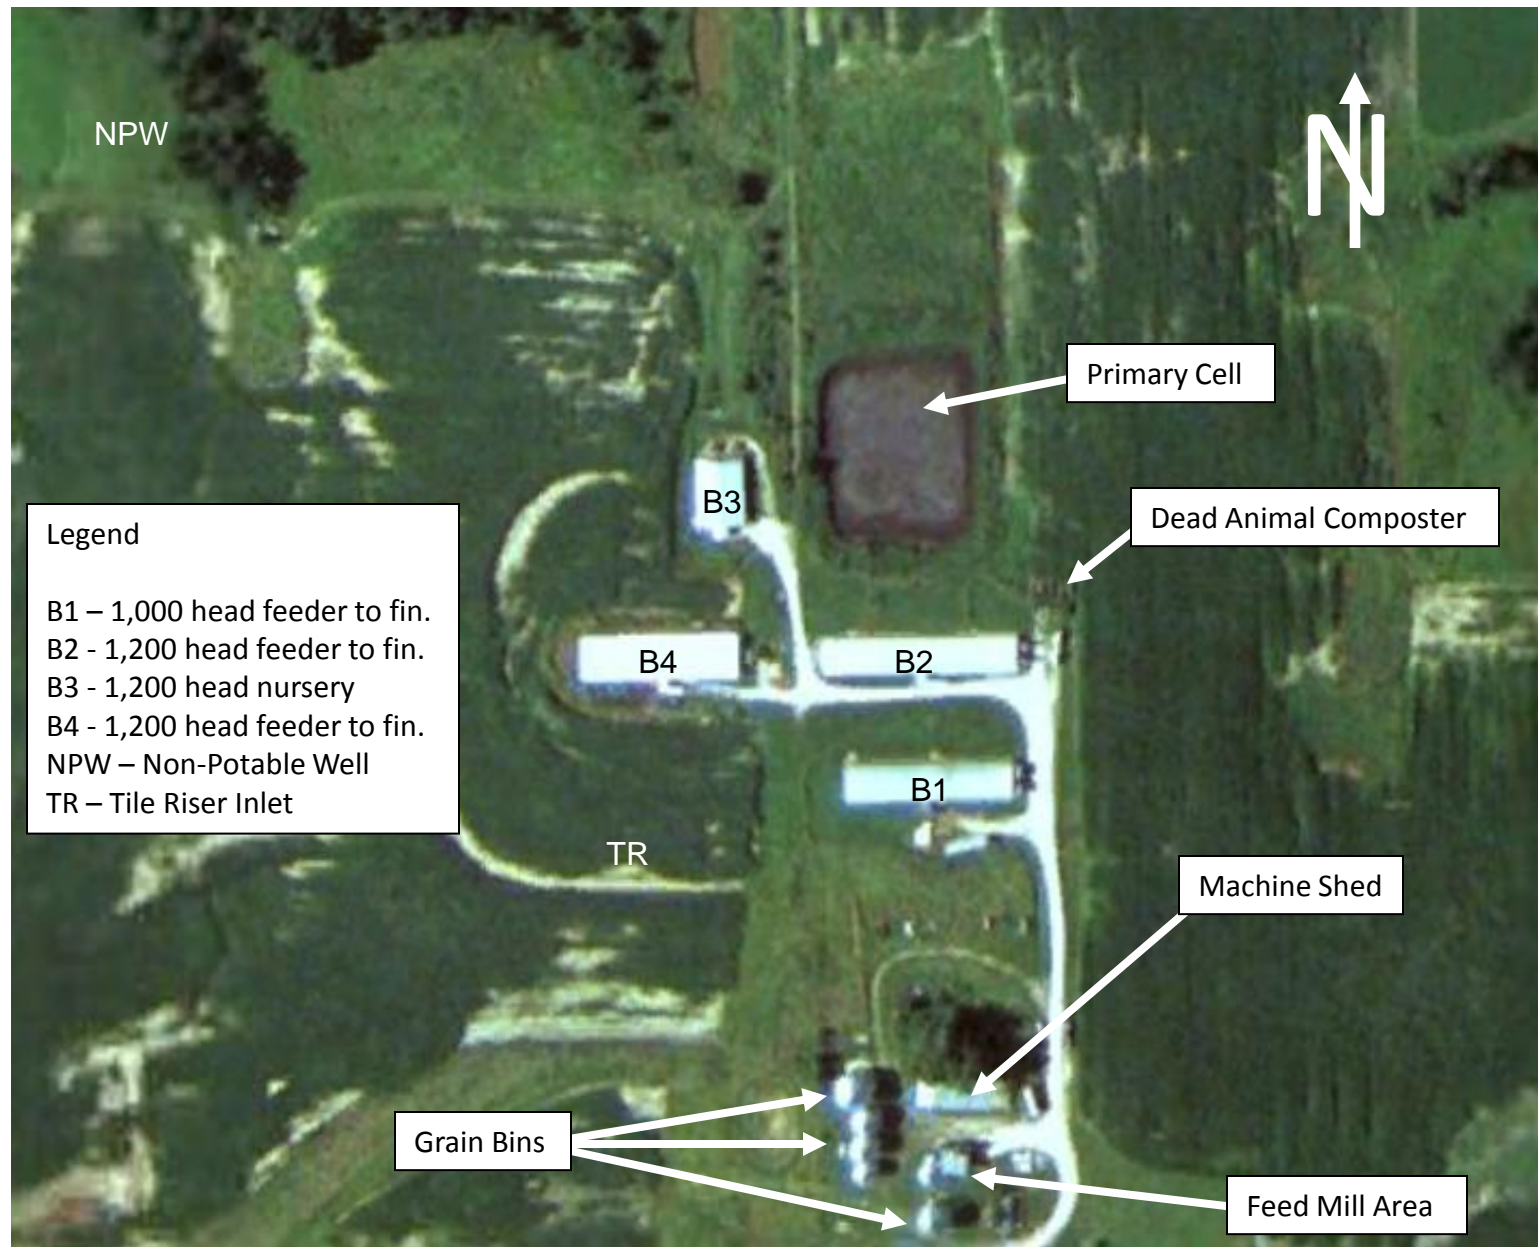 NPW
N
Primary Cell
B3
Dead Animal Composter
Legend
B1 – 1,000 head feeder to fin.
B2 - 1,200 head feeder to fin.
B3 - 1,200 head nursery
B4 - 1,200 head feeder to fin.
NPW – Non-Potable Well
TR – Tile Riser Inlet
B4
B2
B1
TR
Machine Shed
Grain Bins
Feed Mill Area